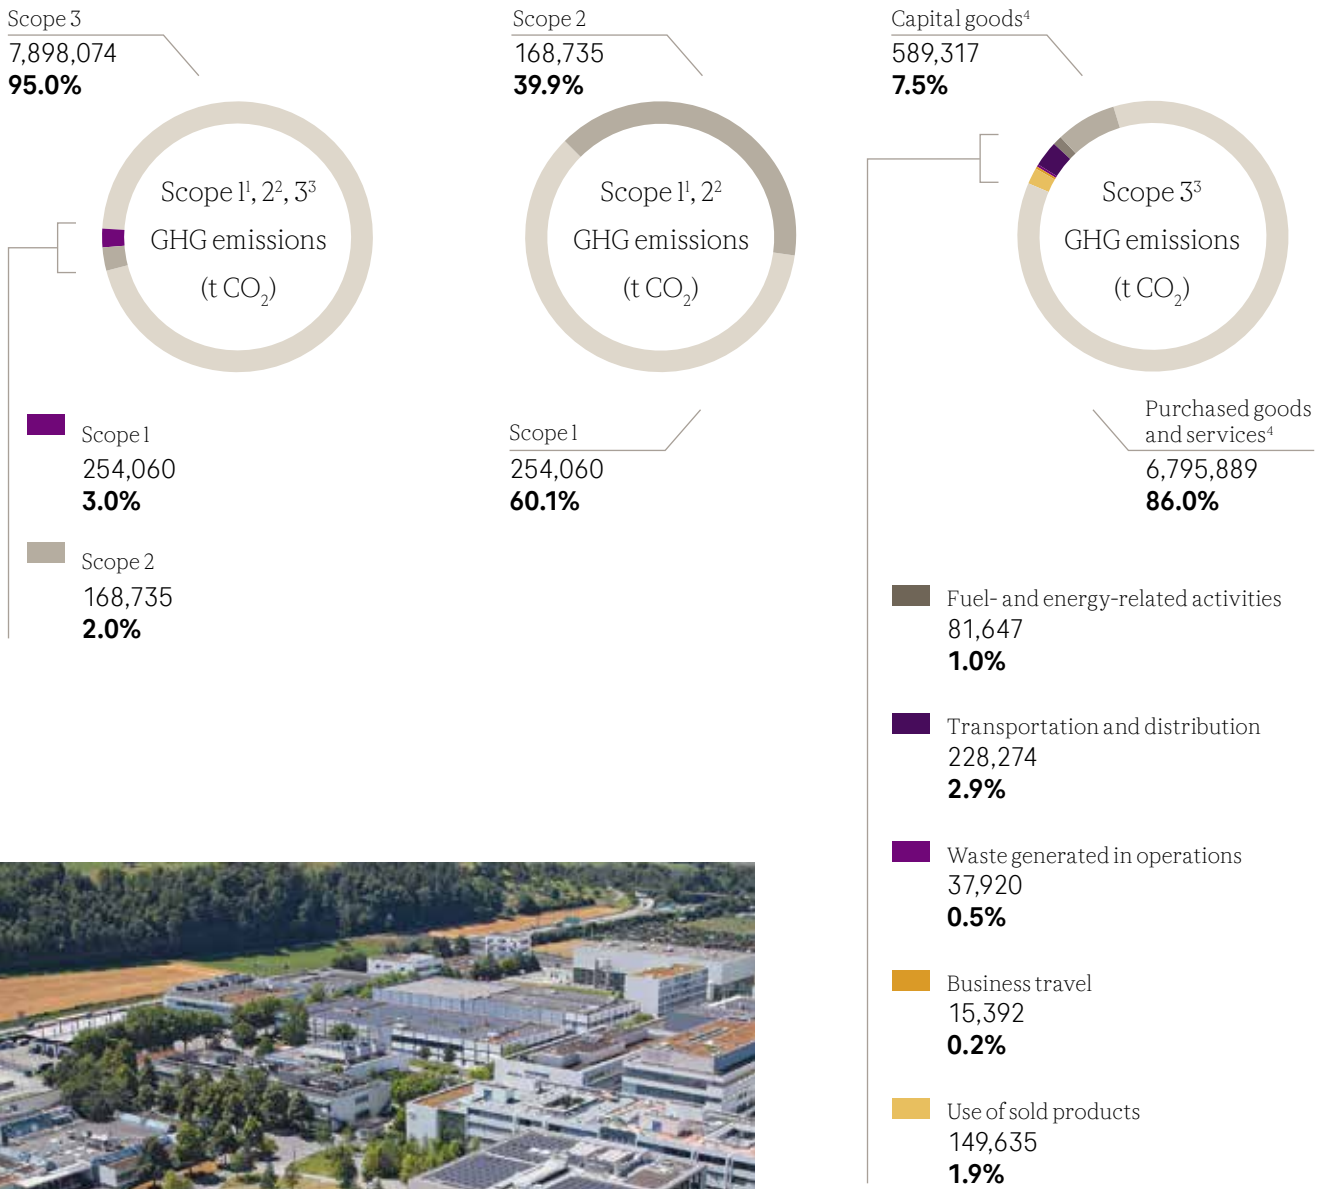 Scope 3
7,898,074
95.0%
Scope 1¹, 2², 3³
GHG emissions
(t CO₂)
Scope 1
254,060
3.0%
Scope 2
168,735
2.0%
Scope 2
168,735
39.9%
Scope 1¹, 2²
GHG emissions
(t CO₂)
Scope 1
254,060
60.1%
Capital goods⁴
589,317
7.5%
Scope 3³
GHG emissions
(t CO₂)
Purchased goods
and services⁴
6,795,889
86.0%
Fuel- and energy-related activities
81,647
1.0%
Transportation and distribution
228,274
2.9%
Waste generated in operations
37,920
0.5%
Business travel
15,392
0.2%
Use of sold products
149,635
1.9%